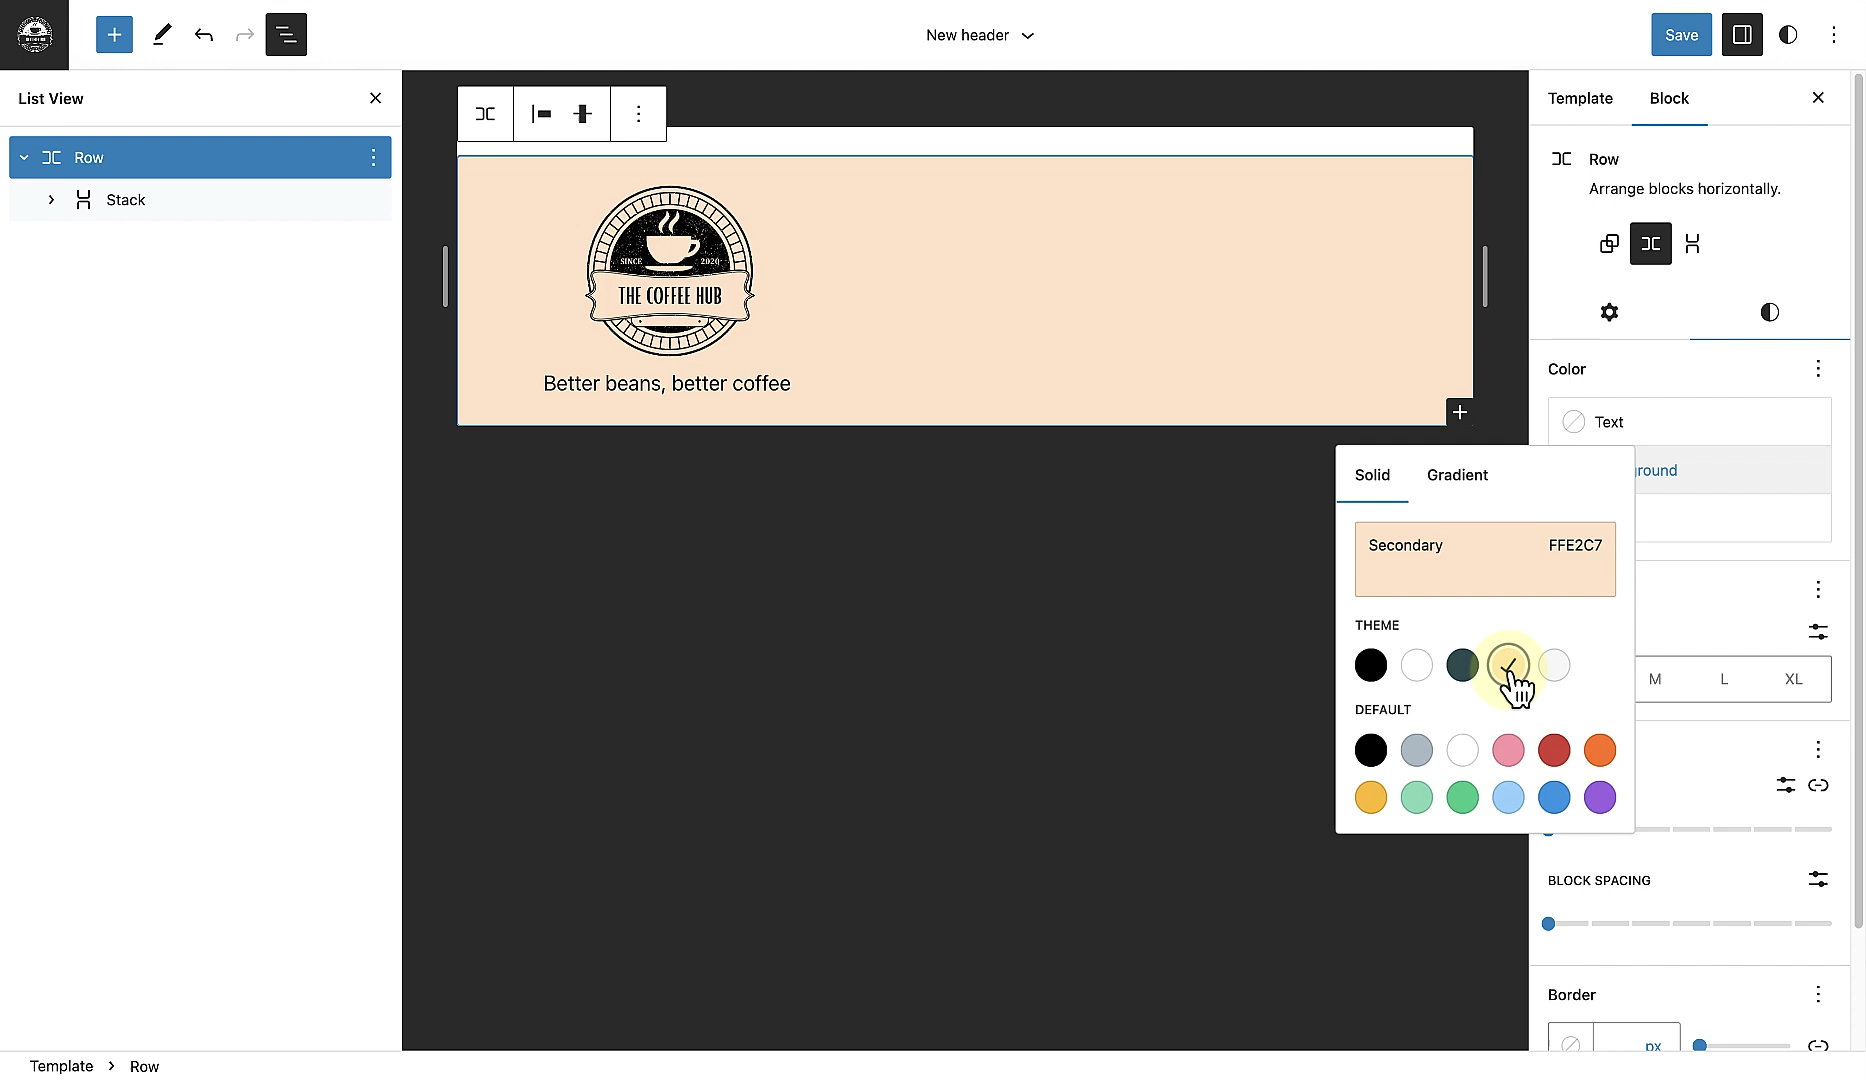 New header
Save
List View
Row
Stack
SINCE 2020
THE COFFEE HUB
Better beans, better coffee
Template Block
Row
Arrange blocks horizontally.
Color
Text
ground
Solid Gradient
Secondary FFE2C7
THEME
DEFAULT
M L XL
BLOCK SPACING
Border
px
Template > Row